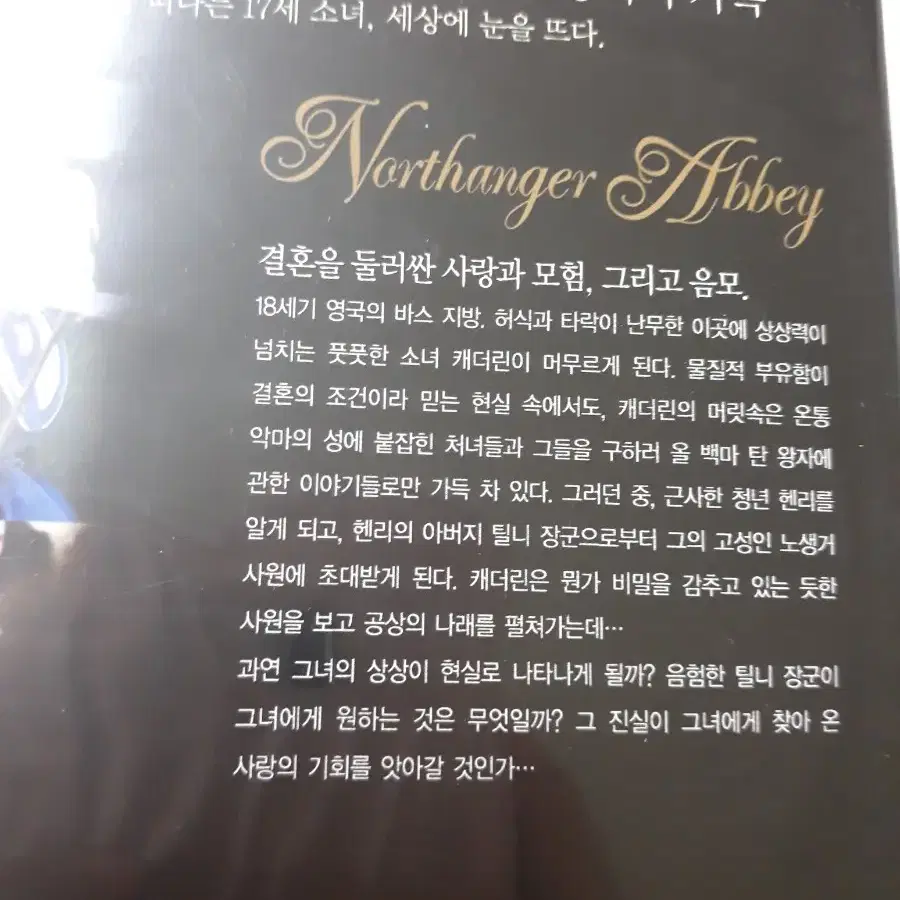 17세 소녀, 세상에 눈을 뜨다.
Northanger Abbey
결혼을 둘러싼 사랑과 모험, 그리고 음모.
18세기 영국의 바스 지방. 허식과 타락이 난무한 이곳에 상상력이
넘치는 풋풋한 소녀 캐더린이 머무르게 된다. 물질적 부유함이
결혼의 조건이라 믿는 현실 속에서도, 캐더린의 머릿속은 온통
악마의 성에 붙잡힌 처녀들과 그들을 구하러 올 백마 탄 왕자에
관한 이야기들로만 가득 차 있다. 그러던 중, 근사한 청년 헨리를
알게 되고, 헨리의 아버지 틸니 장군으로부터 그의 고성인 노생거
사원에 초대받게 된다. 캐더린은 뭔가 비밀을 감추고 있는 듯한
사원을 보고 공상의 나래를 펼쳐가는데…
과연 그녀의 상상이 현실로 나타나게 될까? 음험한 틸니 장군이
그녀에게 원하는 것은 무엇일까? 그 진실이 그녀에게 찾아 온
사랑의 기회를 앗아갈 것인가…